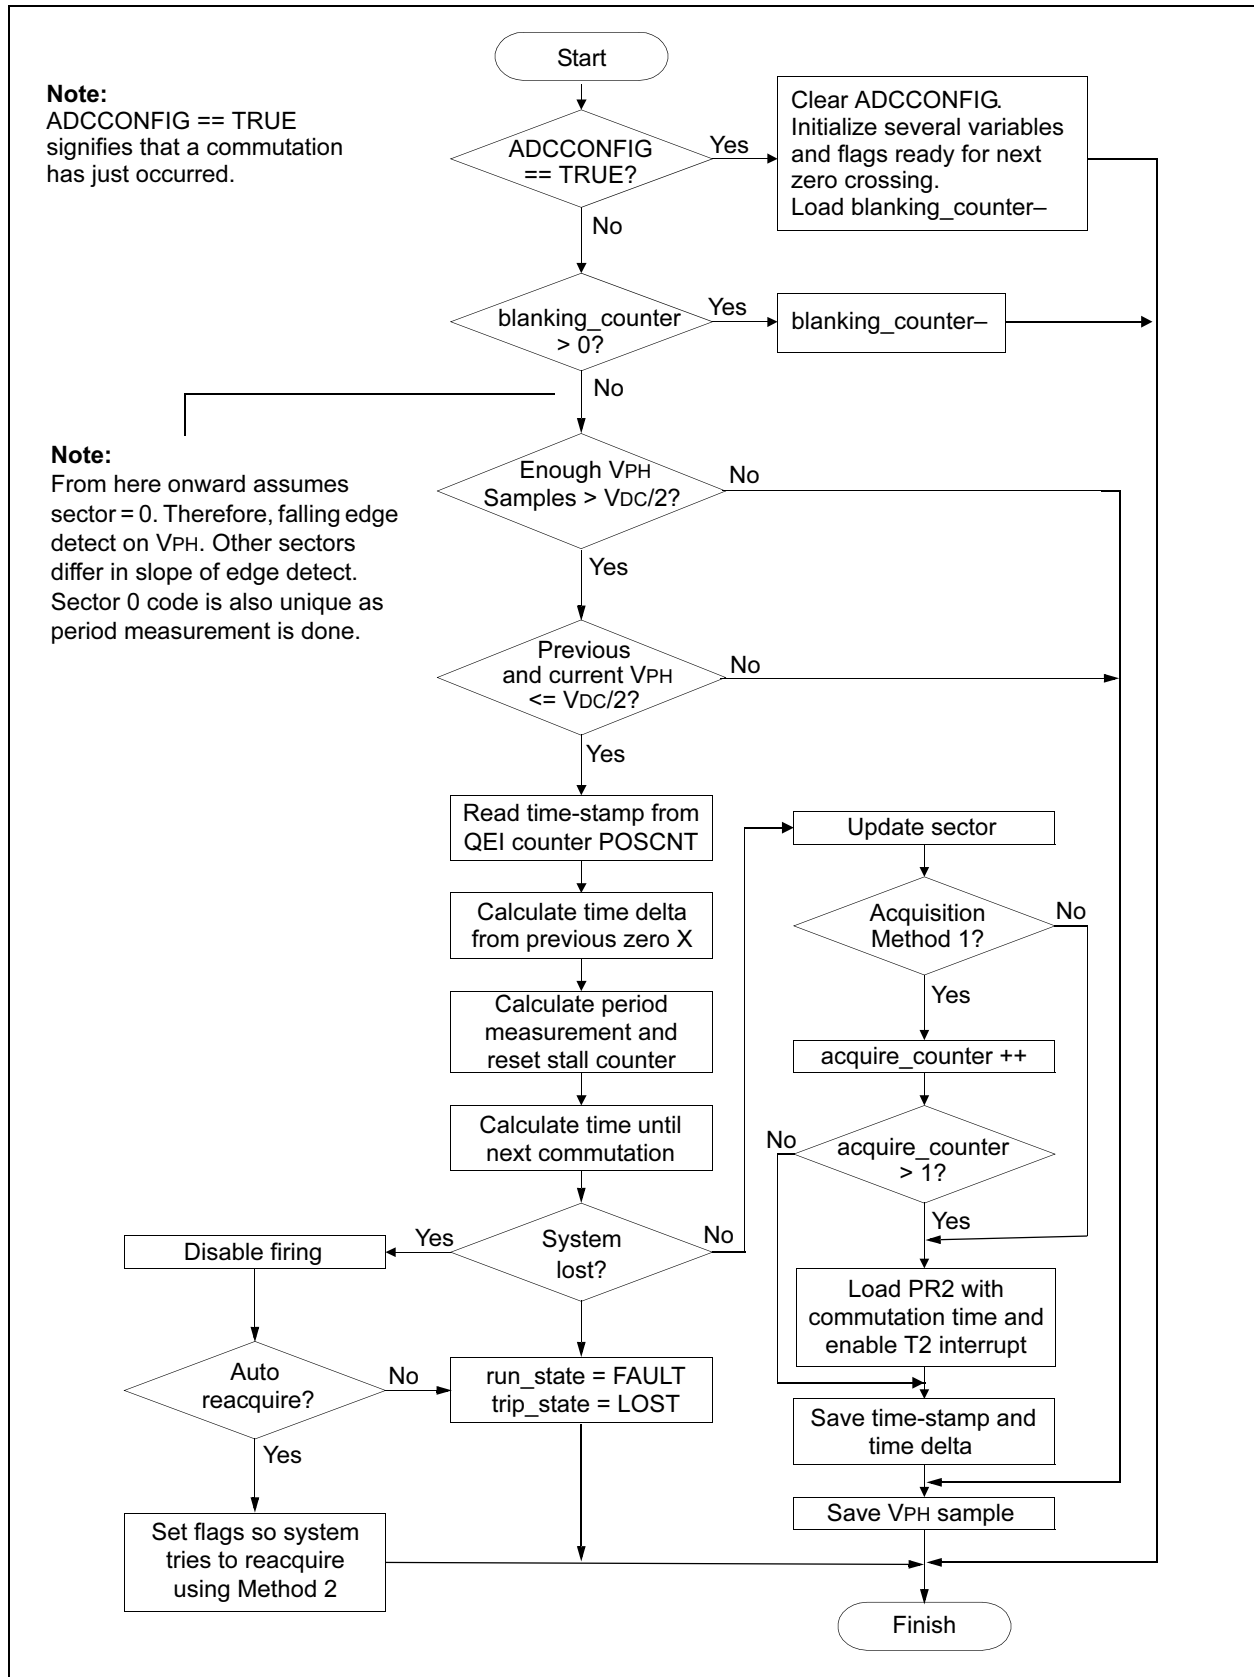 Start
Note:
ADCCONFIG == TRUE
signifies that a commutation
has just occurred.
ADCCONFIG
== TRUE?
Yes
Clear ADCCONFIG.
Initialize several variables
and flags ready for next
zero crossing.
Load blanking_counter–
No
blanking_counter
> 0?
Yes
blanking_counter–
No
Note:
From here onward assumes
sector = 0. Therefore, falling edge
detect on VPH. Other sectors
differ in slope of edge detect.
Sector 0 code is also unique as
period measurement is done.
Enough VPH
Samples > VDC/2?
No
Yes
Previous
and current VPH
<= VDC/2?
No
Yes
Read time-stamp from
QEI counter POSCNT
Calculate time delta
from previous zero X
Calculate period
measurement and
reset stall counter
Calculate time until
next commutation
System
lost?
Yes
No
Disable firing
Auto
reacquire?
No
run_state = FAULT
trip_state = LOST
Yes
Set flags so system
tries to reacquire
using Method 2
Update sector
Acquisition
Method 1?
No
Yes
acquire_counter ++
acquire_counter
> 1?
No
Yes
Load PR2 with
commutation time and
enable T2 interrupt
Save time-stamp and
time delta
Save VPH sample
Finish